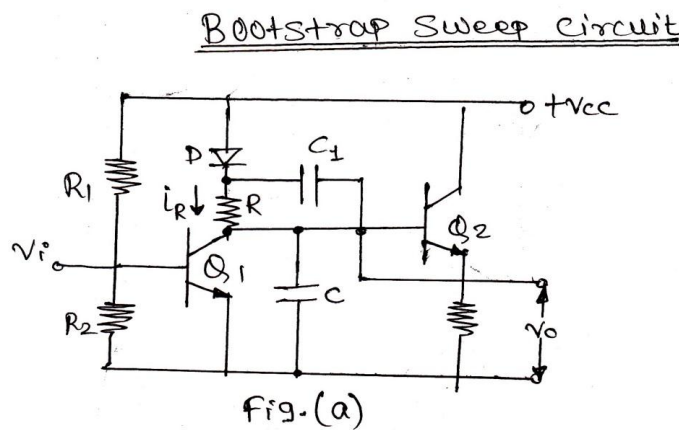 Bootstrap Sweep Circuit
+Vcc
D
C1
R1
iR
R
Vi
Q1
Q2
C
R2
Vo
Fig.(a)